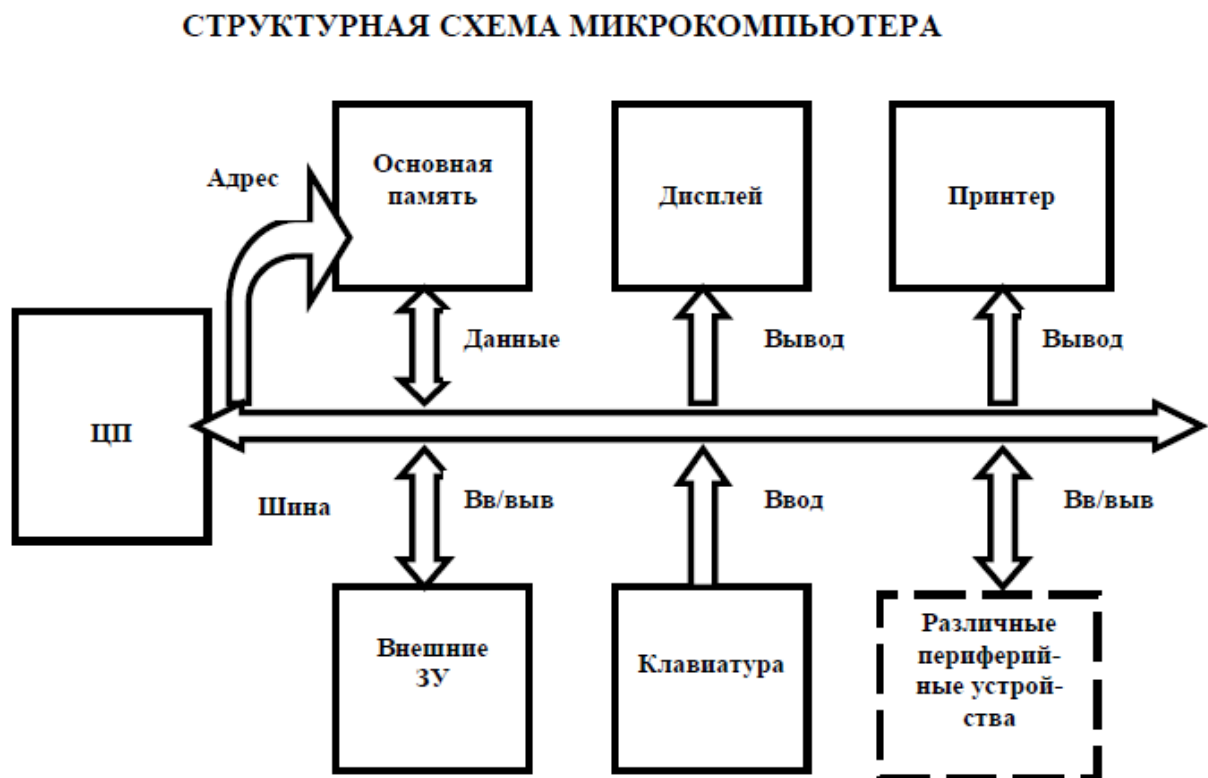 СТРУКТУРНАЯ СХЕМА МИКРОКОМПЬЮТЕРА
Адрес
Основная
память
Дисплей
Принтер
Данные
Вывод
Вывод
ЦП
Шина
Вв/выв
Ввод
Вв/выв
Внешние
ЗУ
Клавиатура
Различные
периферий-
ные устрой-
ства